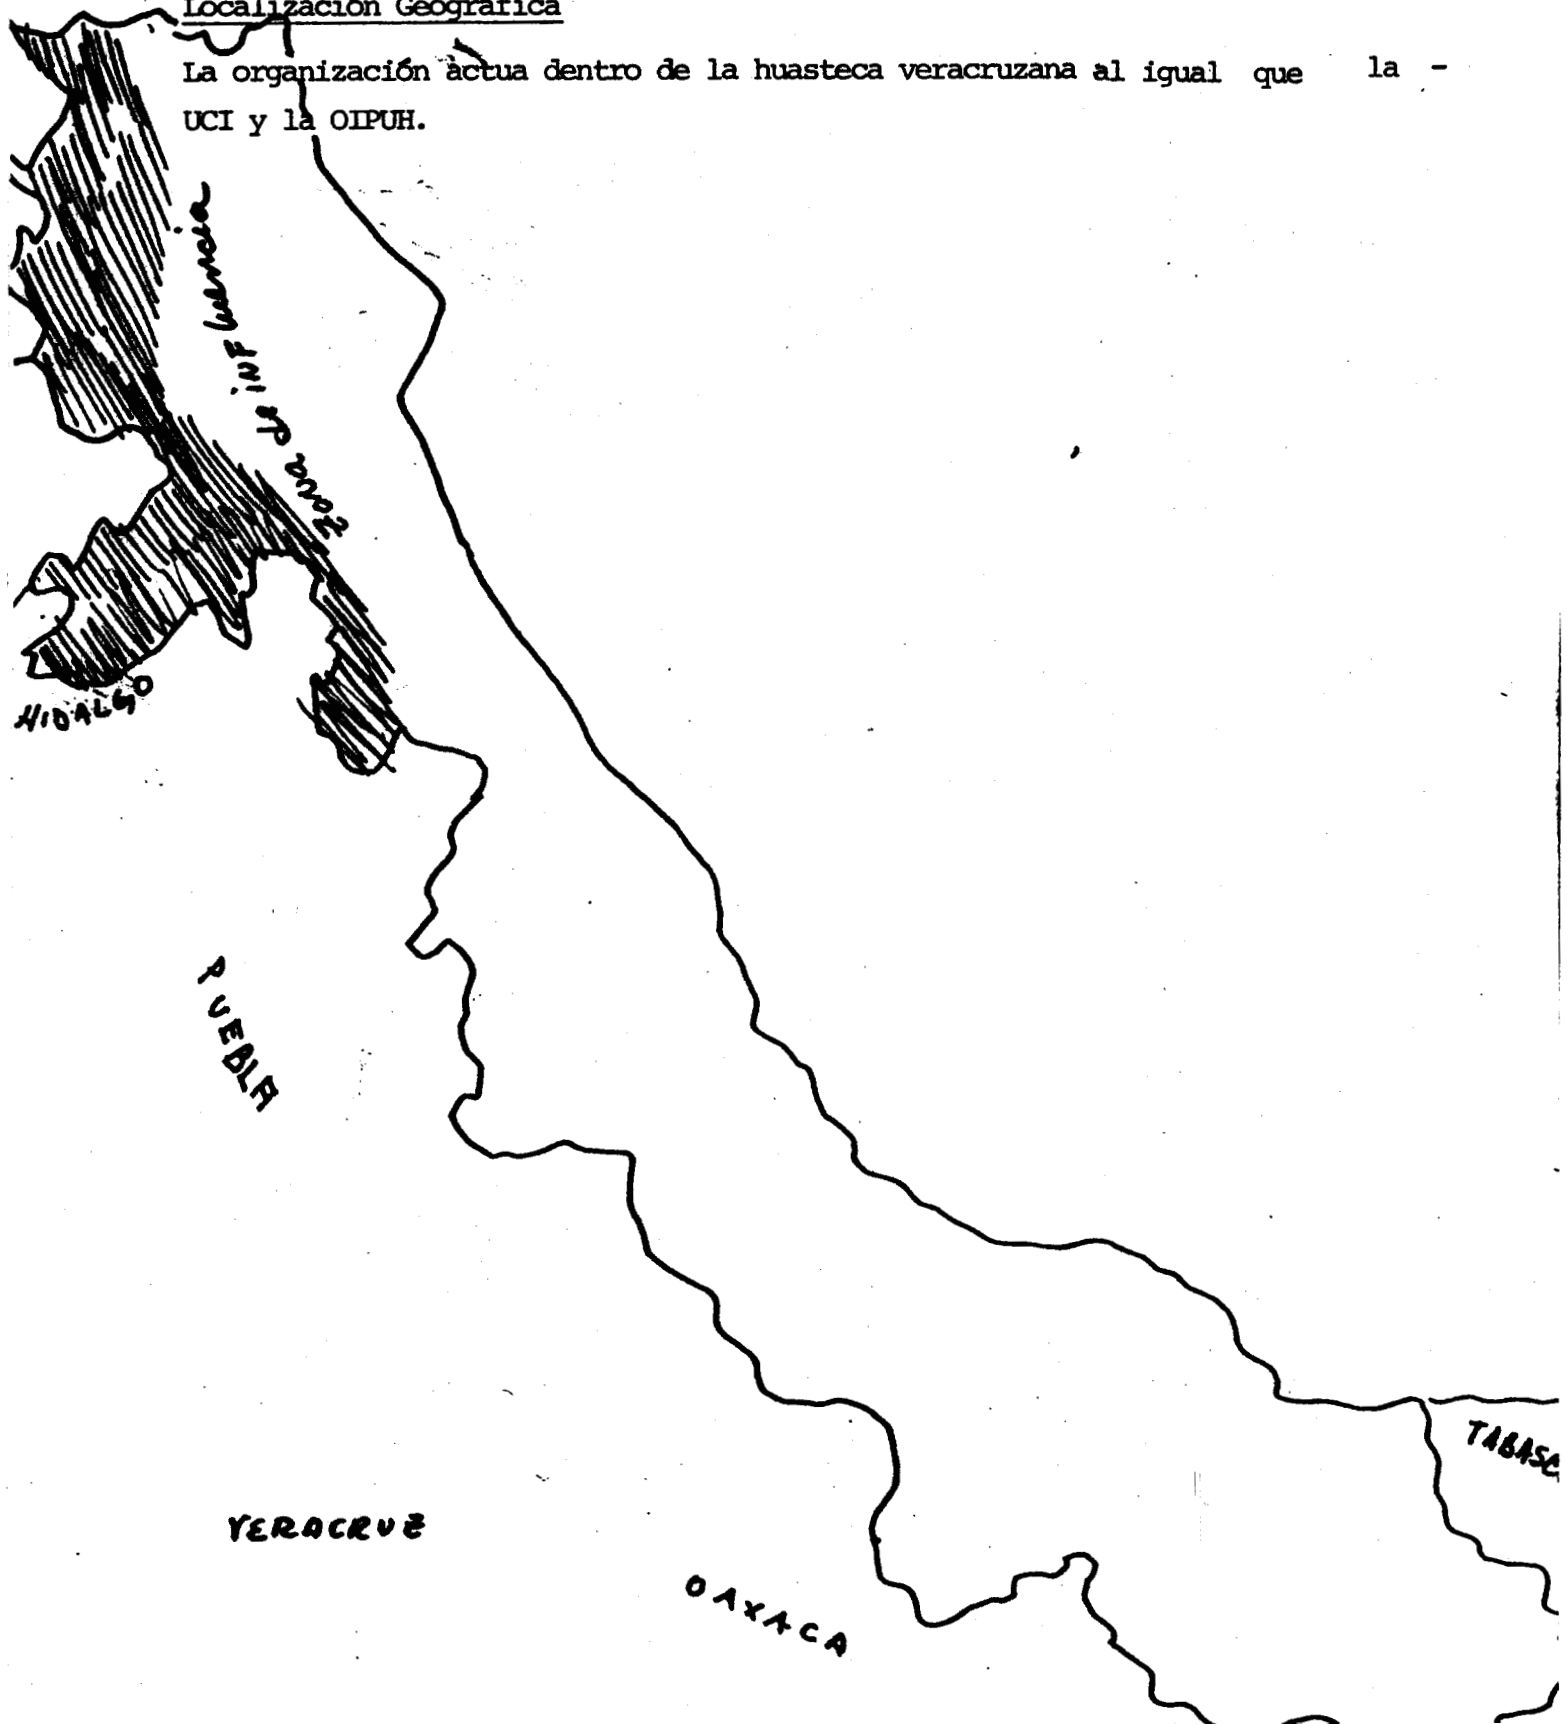 Localización Geográfica
La organización actua dentro de la huasteca veracruzana al igual que la -
UCI y la OIPUH.
Zona de inFluencia
HIDALGO
PUEBLA
TABASC
VERACRUZ
OAXACA